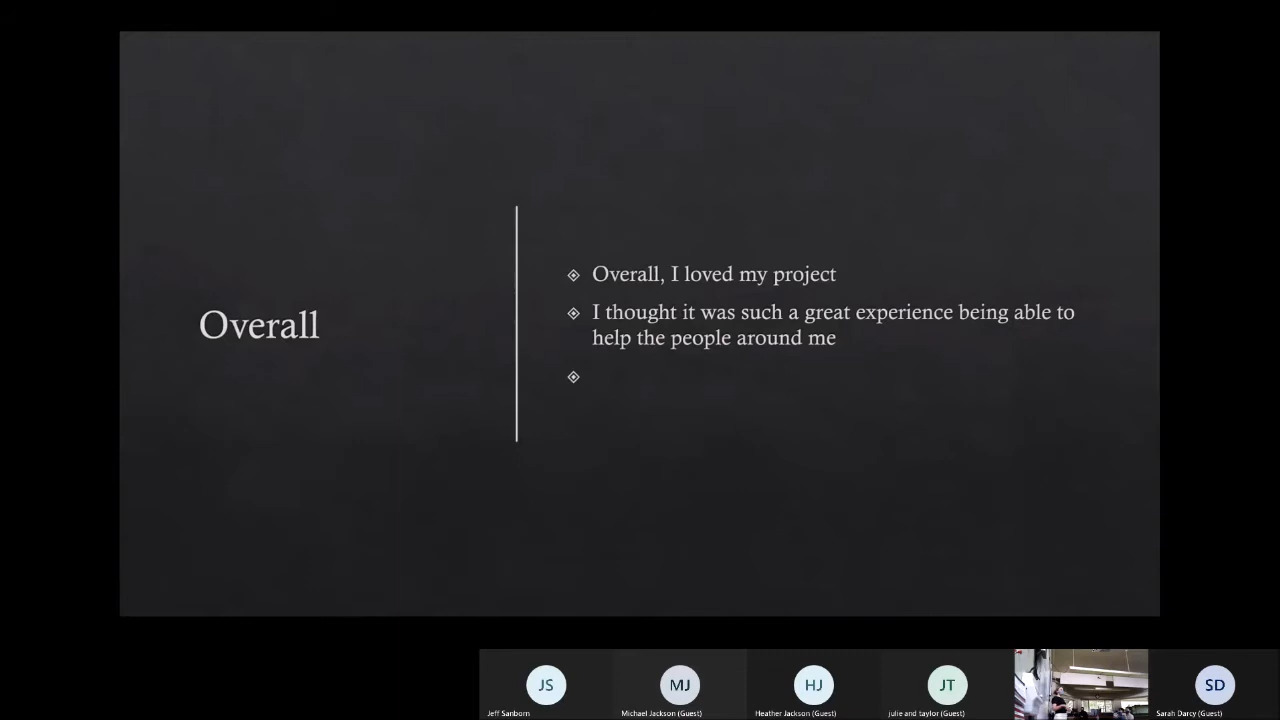 Overall
Overall, I loved my project
I thought it was such a great experience being able to
help the people around me
JS
MJ
HJ
JT
SD
Jeff Sanborn
Michael Jackson (Guest)
Heather Jackson (Guest)
julie and taylor (Guest)
Sarah Darcy (Guest)